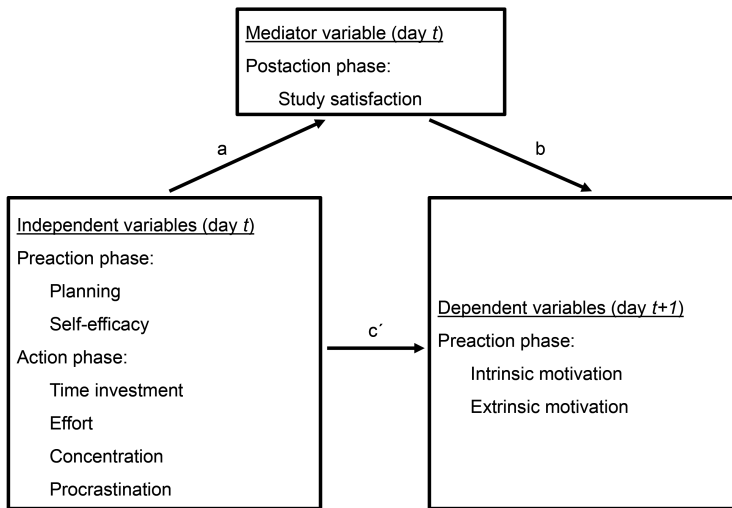 Mediator variable (day t)
Postaction phase:
Study satisfaction
a
b
Independent variables (day t)
Preaction phase:
Planning
Self-efficacy
Action phase:
Time investment
Effort
Concentration
Procrastination
c´
Dependent variables (day t+1)
Preaction phase:
Intrinsic motivation
Extrinsic motivation